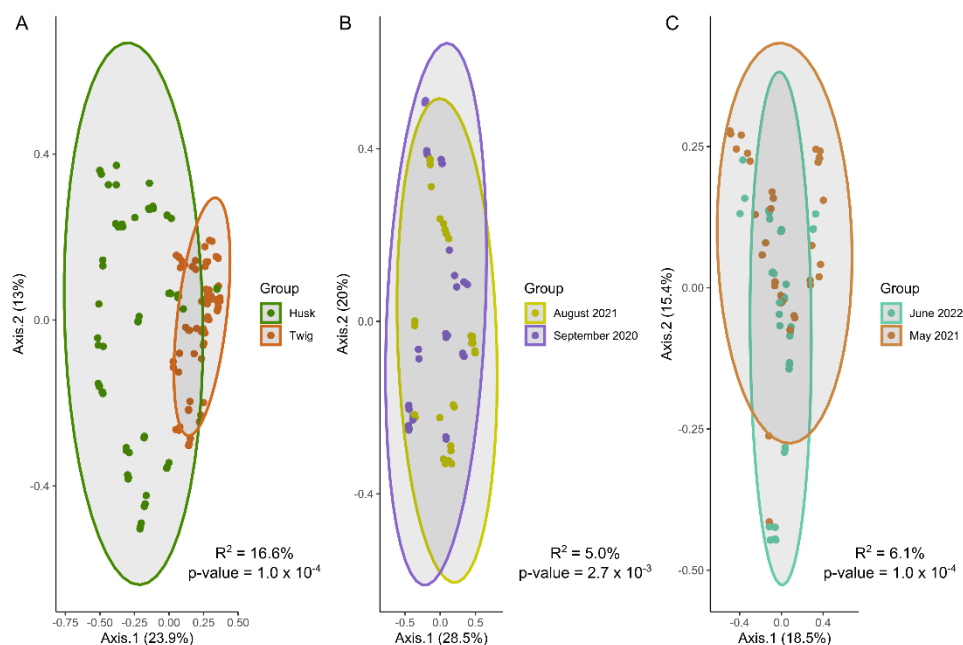 A
Axis.2 (13%)
0.4
0.0
-0.4
-0.75 -0.50 -0.25 0.00 0.25 0.50
Axis.1 (23.9%)
Group
Husk
Twig
R² = 16.6%
p-value = 1.0 x 10⁻⁴
B
Axis.2 (20%)
0.4
0.0
-0.4
-0.5 0.0 0.5
Axis.1 (28.5%)
Group
August 2021
September 2020
R² = 5.0%
p-value = 2.7 x 10⁻³
C
Axis.2 (15.4%)
0.25
0.00
-0.25
-0.50
-0.4 0.0 0.4
Axis.1 (18.5%)
Group
June 2022
May 2021
R² = 6.1%
p-value = 1.0 x 10⁻⁴